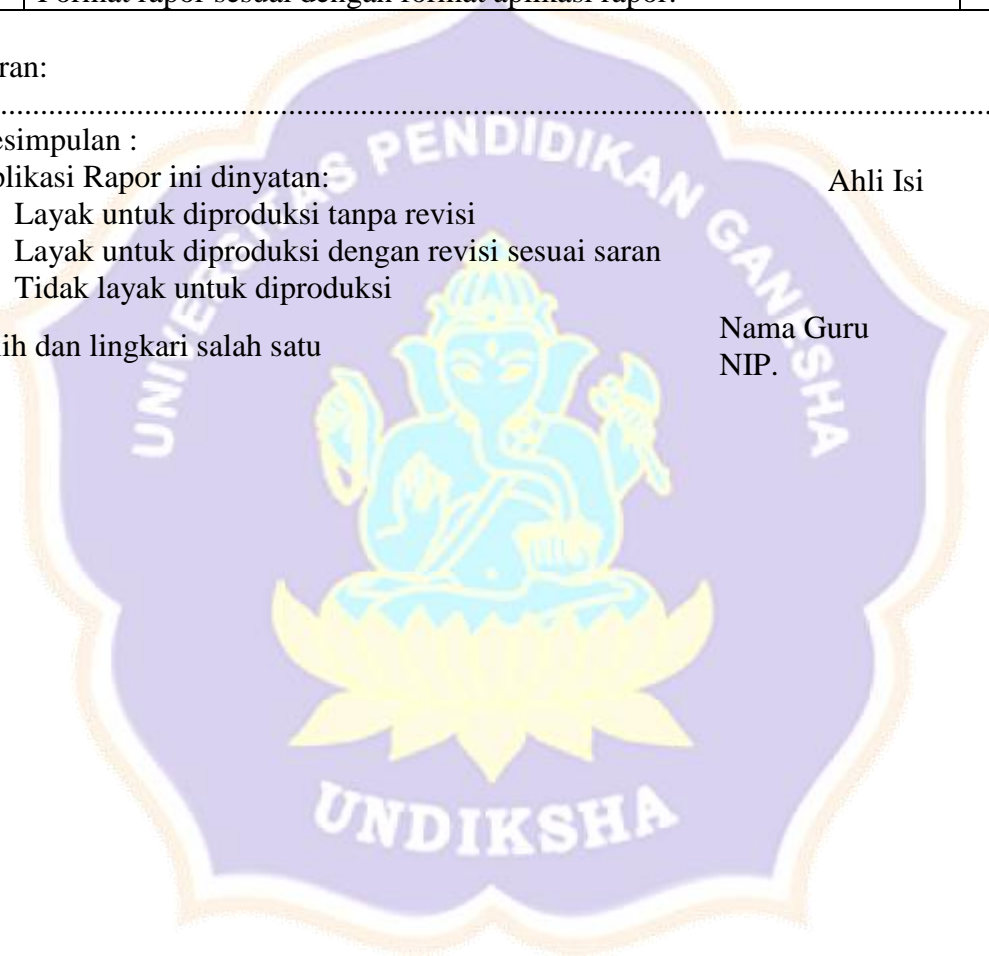 Format rapor sesuai dengan format aplikasi rapor.
ran:
esimpulan :
plikasi Rapor ini dinyatan:
Ahli Isi
Layak untuk diproduksi tanpa revisi
Layak untuk diproduksi dengan revisi sesuai saran
Tidak layak untuk diproduksi
lih dan lingkari salah satu
Nama Guru
NIP.
UNIVERSITAS PENDIDIKAN GANESHA
UNDIKSHA